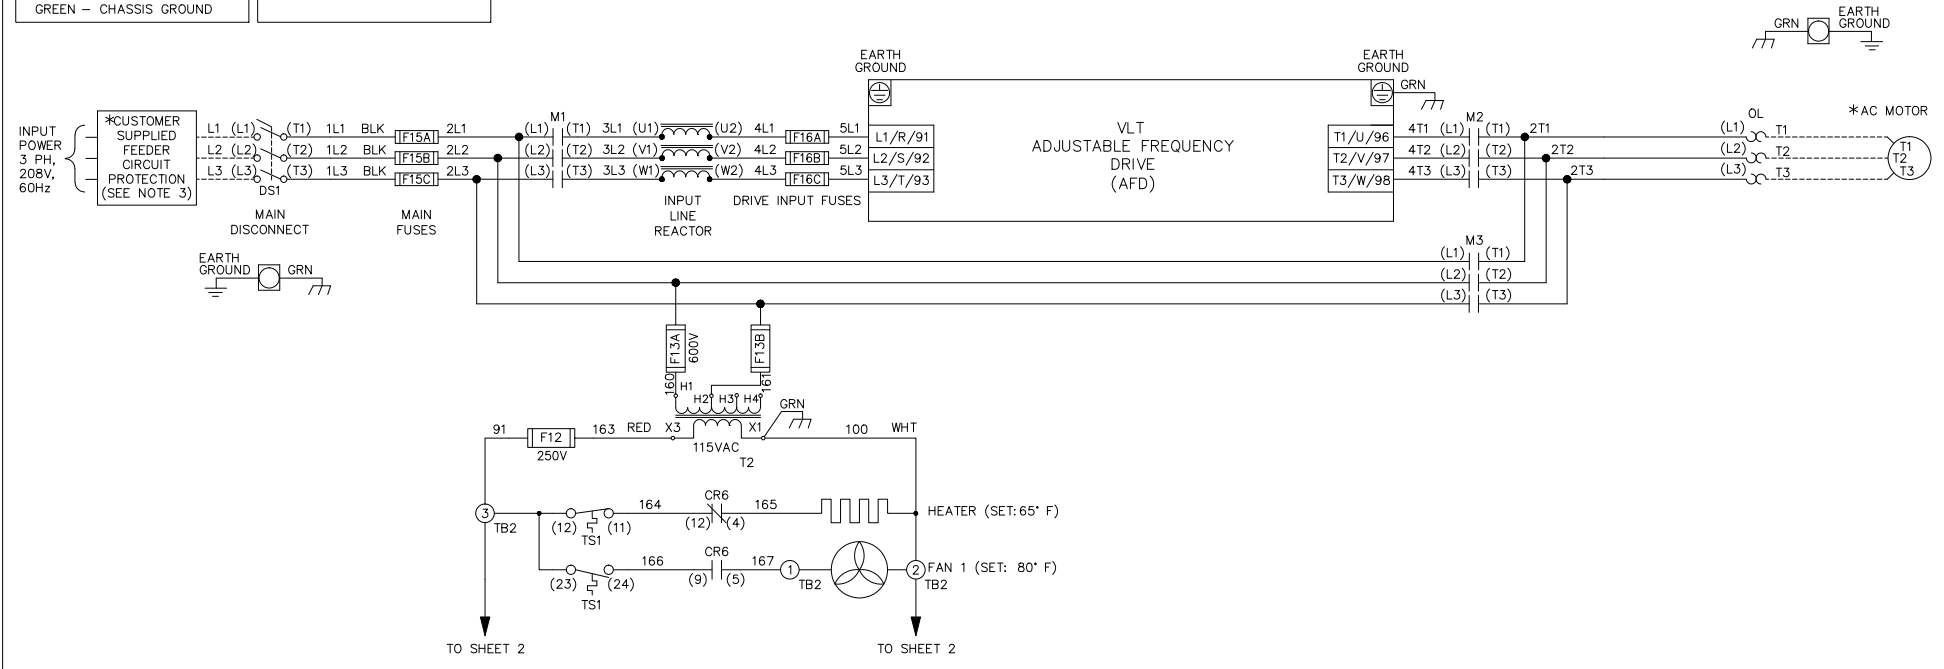 GREEN – CHASSIS GROUND
GRN
EARTH
GROUND
EARTH
GROUND
EARTH
GROUND
GRN
INPUT
POWER
3 PH,
208V,
60Hz
*CUSTOMER
SUPPLIED
FEEDER
CIRCUIT
PROTECTION
(SEE NOTE 3)
L1 (L1) (T1) 1L1 BLK F15A 2L1 (L1) M1 (T1) 3L1 (U1) (U2) 4L1 F16A 5L1 L1/R/91
L2 (L2) (T2) 1L2 BLK F15B 2L2 (L2) (T2) 3L2 (V1) (V2) 4L2 F16B 5L2 L2/S/92
L3 (L3) (T3) 1L3 BLK F15C 2L3 (L3) (T3) 3L3 (W1) (W2) 4L3 F16C 5L3 L3/T/93
DS1
MAIN
DISCONNECT
MAIN
FUSES
INPUT
LINE
REACTOR
DRIVE INPUT FUSES
VLT
ADJUSTABLE FREQUENCY
DRIVE
(AFD)
T1/U/96 4T1 (L1) M2 (T1) 2T1 (L1) OL T1
T2/V/97 4T2 (L2) (T2) 2T2 (L2) T2
T3/W/98 4T3 (L3) (T3) 2T3 (L3) T3
*AC MOTOR
T1
T2
T3
EARTH
GROUND
GRN
M3
(L1) (T1)
(L2) (T2)
(L3) (T3)
F13A
600V
F13B
160
161
H1
H2 H3 H4
GRN
91 F12 163 RED X3 X1 100 WHT
250V
115VAC
T2
3
TB2
(12) (11) 164 CR6 165
(12) (4)
TS1
HEATER (SET: 65° F)
(23) (24) 166 CR6 167 1
(9) (5)
TS1
TB2
2
FAN 1 (SET: 80° F)
TB2
TO SHEET 2
TO SHEET 2